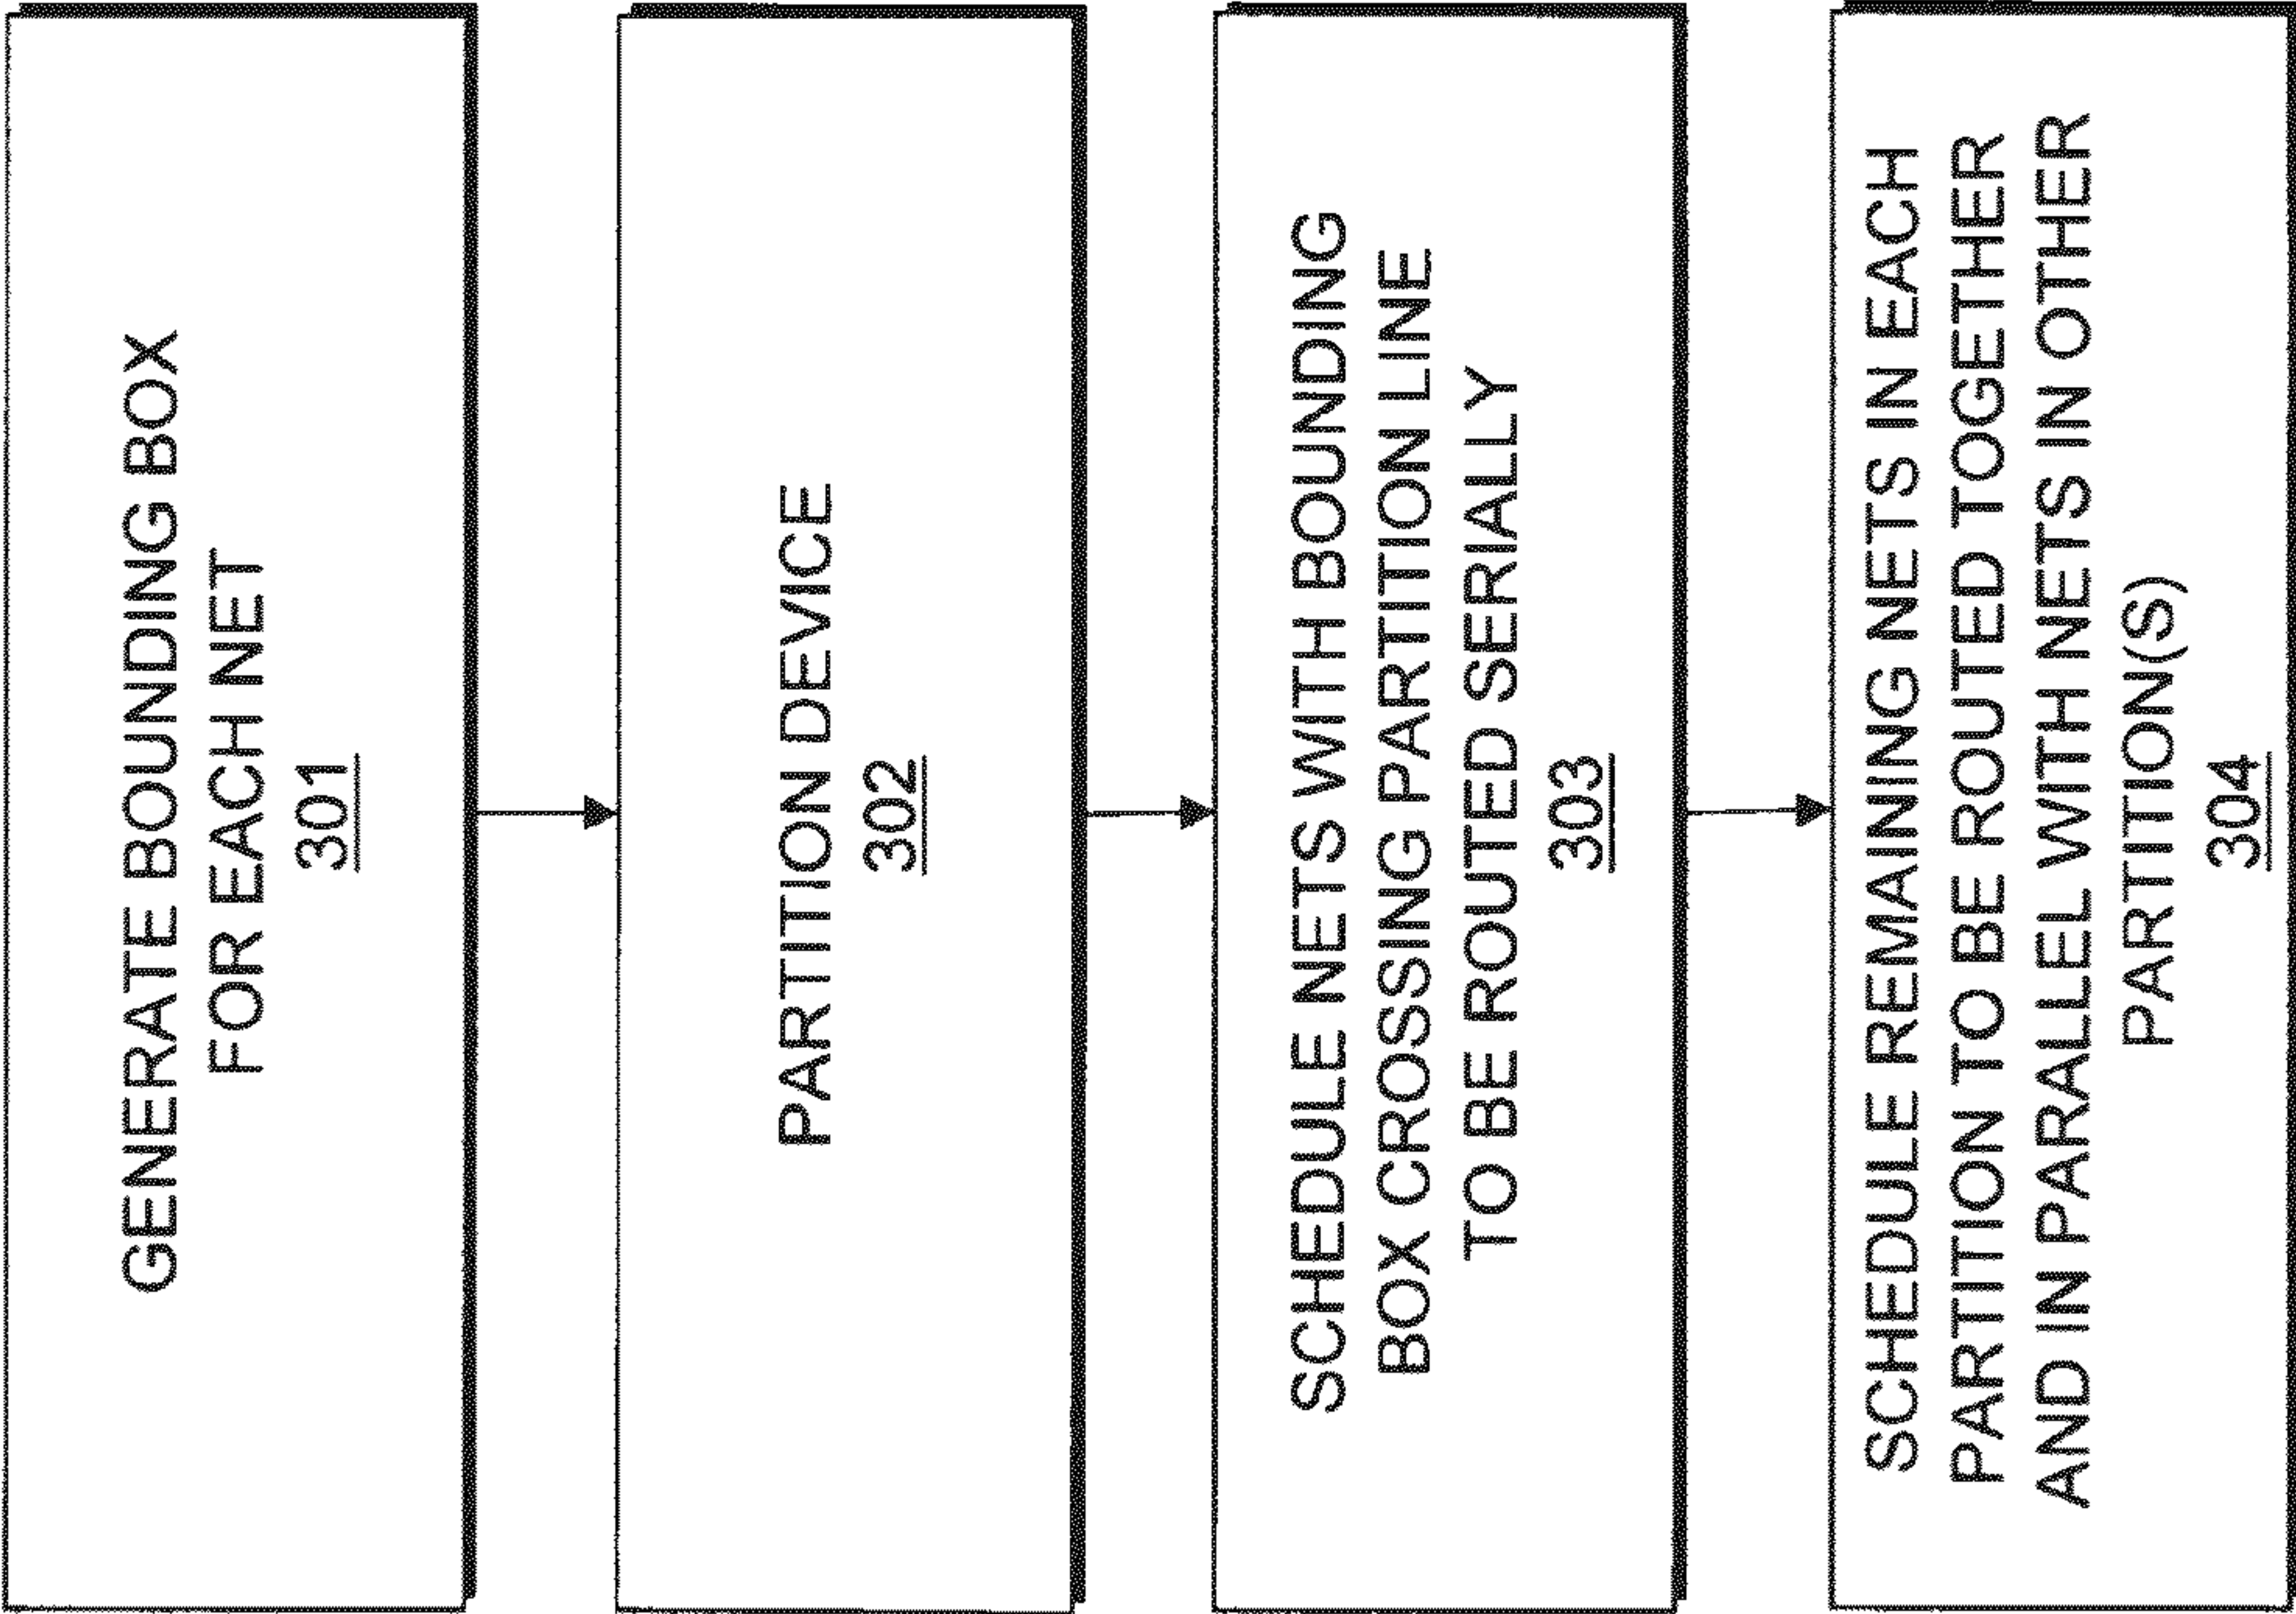 GENERATE BOUNDING BOX
FOR EACH NET
301
PARTITION DEVICE
302
SCHEDULE NETS WITH BOUNDING
BOX CROSSING PARTITION LINE
TO BE ROUTED SERIALLY
303
SCHEDULE REMAINING NETS IN EACH
PARTITION TO BE ROUTED TOGETHER
AND IN PARALLEL WITH NETS IN OTHER
PARTITION(S)
304